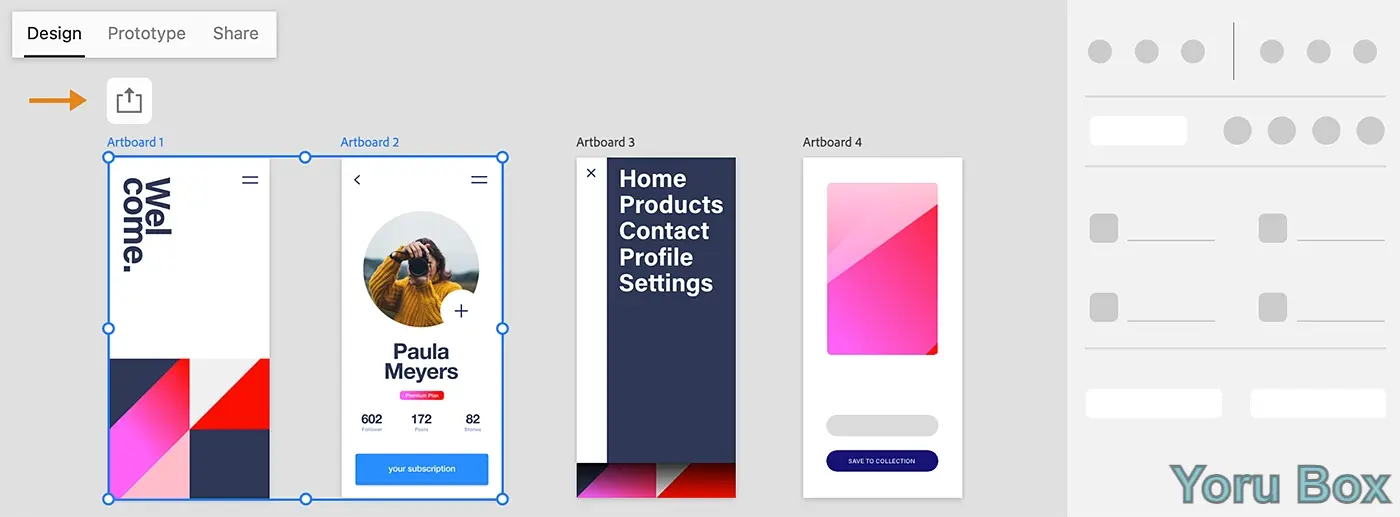 Design Prototype Share
Artboard 1
Artboard 2
Artboard 3
Artboard 4
Wel
come.
Paula
Meyers
Premium Plan
602 172 82
Follower Posts Stories
your subscription
Home
Products
Contact
Profile
Settings
SAVE TO COLLECTION
Yoru Box